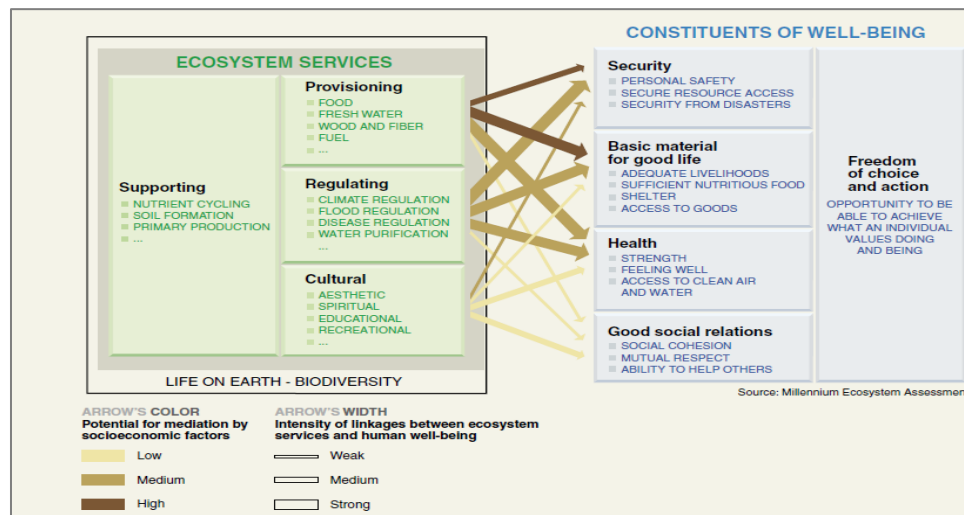 CONSTITUENTS OF WELL-BEING
ECOSYSTEM SERVICES
Supporting
NUTRIENT CYCLING
SOIL FORMATION
PRIMARY PRODUCTION
...
Provisioning
FOOD
FRESH WATER
WOOD AND FIBER
FUEL
...
Regulating
CLIMATE REGULATION
FLOOD REGULATION
DISEASE REGULATION
WATER PURIFICATION
...
Cultural
AESTHETIC
SPIRITUAL
EDUCATIONAL
RECREATIONAL
...
LIFE ON EARTH - BIODIVERSITY
Security
PERSONAL SAFETY
SECURE RESOURCE ACCESS
SECURITY FROM DISASTERS
Basic material
for good life
ADEQUATE LIVELIHOODS
SUFFICIENT NUTRITIOUS FOOD
SHELTER
ACCESS TO GOODS
Health
STRENGTH
FEELING WELL
ACCESS TO CLEAN AIR
AND WATER
Good social relations
SOCIAL COHESION
MUTUAL RESPECT
ABILITY TO HELP OTHERS
Freedom
of choice
and action
OPPORTUNITY TO BE
ABLE TO ACHIEVE
WHAT AN INDIVIDUAL
VALUES DOING
AND BEING
Source: Millennium Ecosystem Assessment
ARROW'S COLOR
Potential for mediation by
socioeconomic factors
Low
Medium
High
ARROW'S WIDTH
Intensity of linkages between ecosystem
services and human well-being
Weak
Medium
Strong